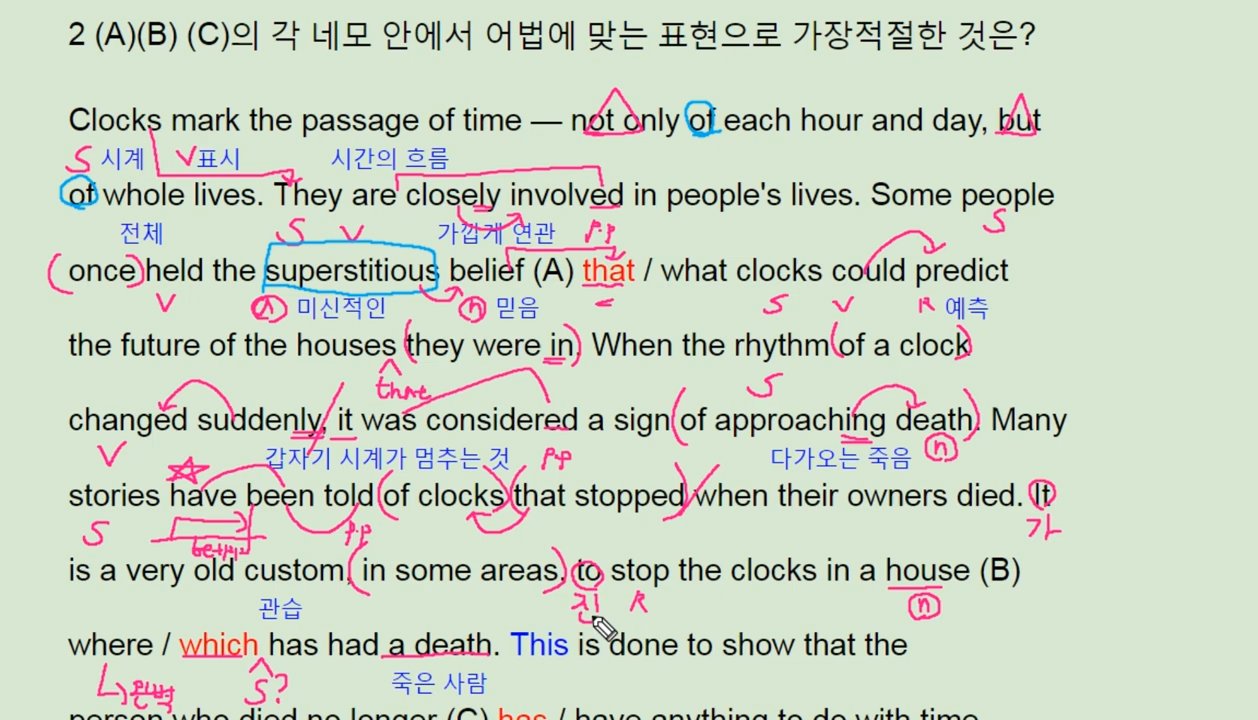 2 (A)(B) (C)의 각 네모 안에서 어법에 맞는 표현으로 가장적절한 것은?
Clocks mark the passage of time — not only of each hour and day, but
S 시계 V표시 시간의 흐름
of whole lives. They are closely involved in people's lives. Some people
전체 S V 가깝게 연관 P.P S
(once) held the superstitious belief (A) that / what clocks could predict
V 미신적인 n 믿음 S V R 예측
the future of the houses (they were in). When the rhythm (of a clock)
S
changed suddenly, it was considered a sign (of approaching death). Many
V 갑자기 시계가 멈추는 것 P.P 다가오는 죽음 n
stories have been told (of clocks) (that stopped) when their owners died. It
S P.P 가
is a very old custom, (in some areas), to stop the clocks in a house (B)
관습 진 R n
where / which has had a death. This is done to show that the
S? 죽은 사람
person who died no longer (C) has / have anything to do with time